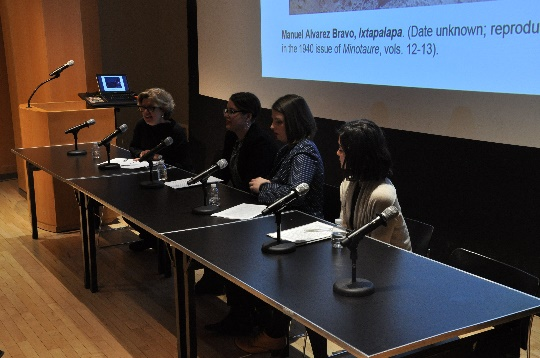 Manuel Alvarez Bravo, Ixtapalapa. (Date unknown; reprodu
in the 1940 issue of Minotaure, vols. 12-13).